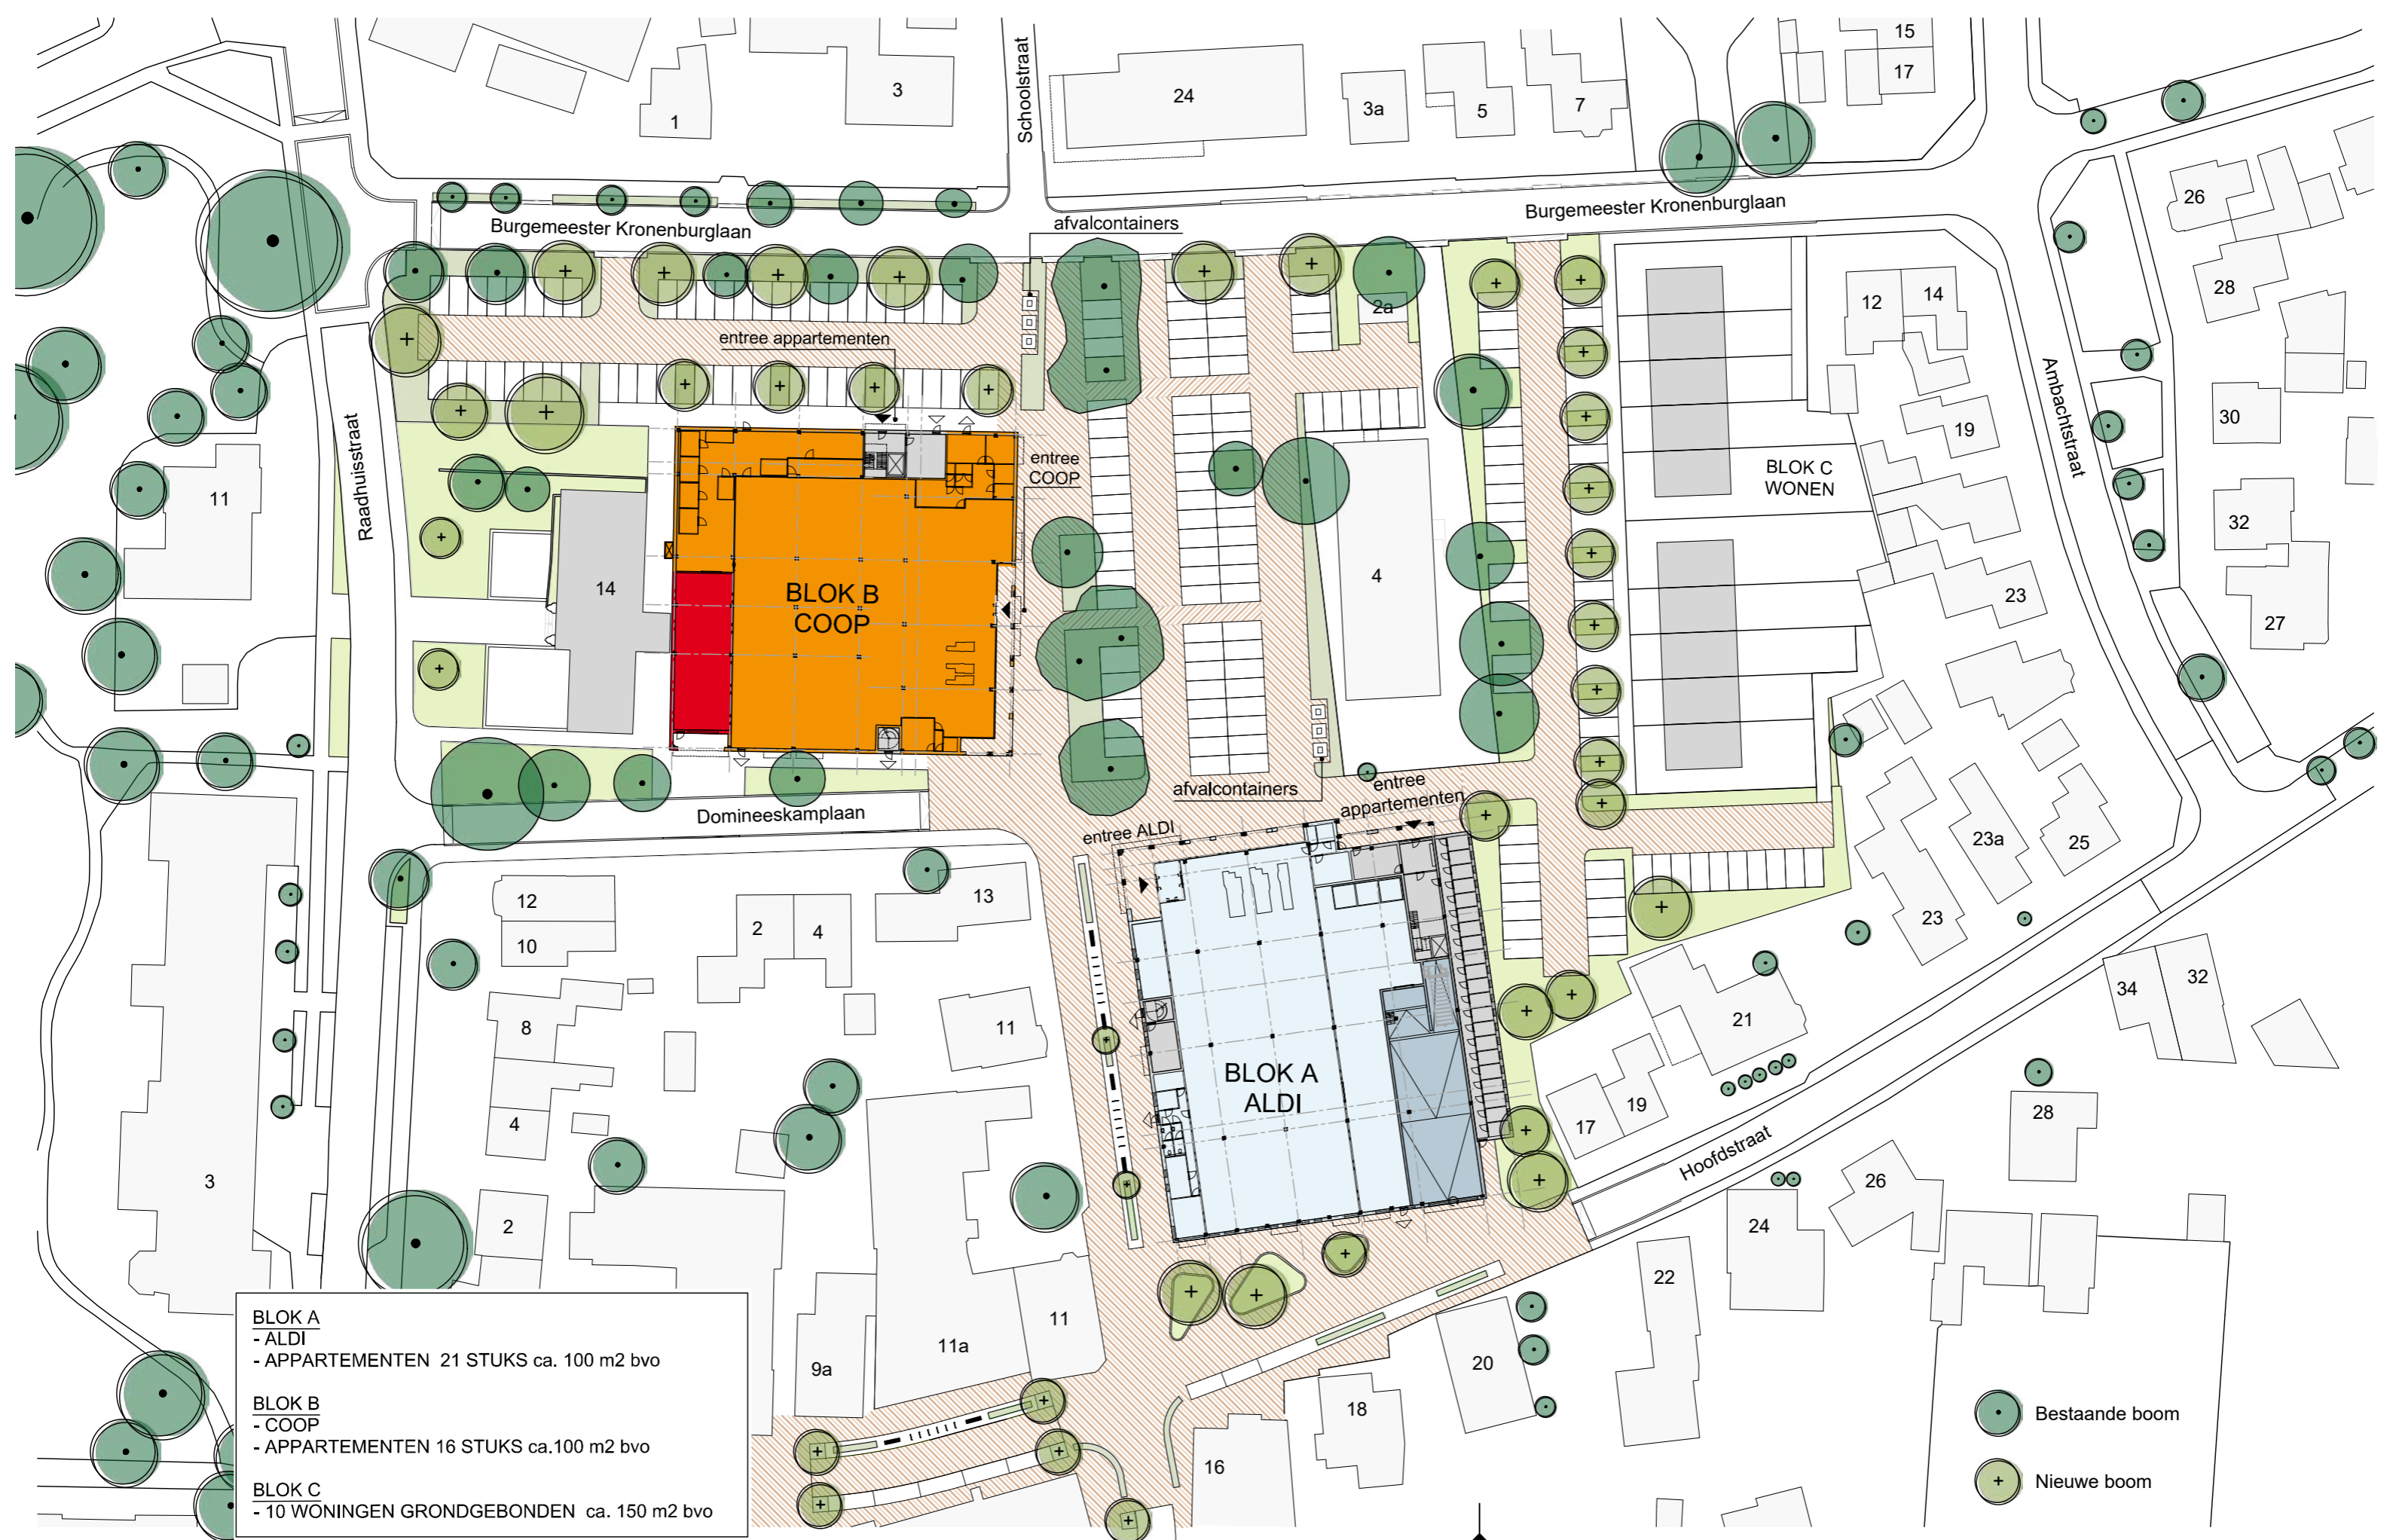 15
17
1
3
Schoolstraat
24
3a
5
7
26
28
Burgemeester Kronenburglaan
afvalcontainers
Burgemeester Kronenburglaan
2a
12
14
entree appartementen
Raadhuisstraat
Ambachtstraat
30
19
entree
COOP
BLOK C
WONEN
11
32
14
BLOK B
COOP
4
23
27
afvalcontainers
entree
appartementen
Domineeskamplaan
entree ALDI
23a
25
23
12
10
2
4
13
34
32
8
11
21
BLOK A
ALDI
4
17
19
28
3
Hoofdstraat
26
2
24
22
11
11a
9a
20
18
16
BLOK A
- ALDI
- APPARTEMENTEN 21 STUKS ca. 100 m2 bvo
BLOK B
- COOP
- APPARTEMENTEN 16 STUKS ca.100 m2 bvo
BLOK C
- 10 WONINGEN GRONDGEBONDEN ca. 150 m2 bvo
Bestaande boom
Nieuwe boom